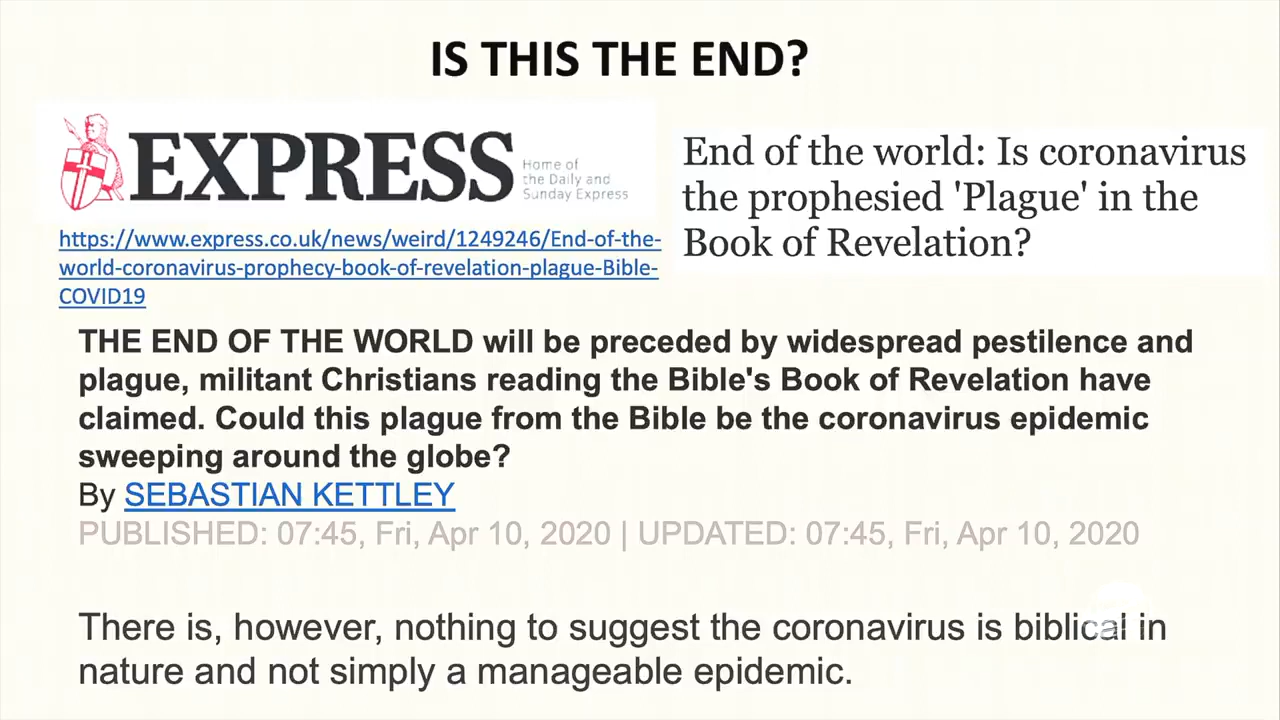 IS THIS THE END?
EXPRESS
Home of
the Daily and
Sunday Express
End of the world: Is coronavirus
the prophesied 'Plague' in the
Book of Revelation?
https://www.express.co.uk/news/weird/1249246/End-of-the-
world-coronavirus-prophecy-book-of-revelation-plague-Bible-
COVID19
THE END OF THE WORLD will be preceded by widespread pestilence and
plague, militant Christians reading the Bible's Book of Revelation have
claimed. Could this plague from the Bible be the coronavirus epidemic
sweeping around the globe?
By SEBASTIAN KETTLEY
PUBLISHED: 07:45, Fri, Apr 10, 2020 | UPDATED: 07:45, Fri, Apr 10, 2020
There is, however, nothing to suggest the coronavirus is biblical in
nature and not simply a manageable epidemic.